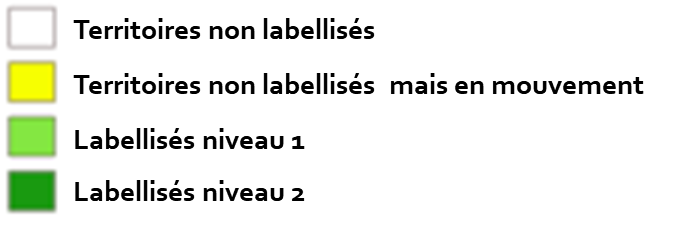 Territoires non labellisés
Territoires non labellisés  mais en mouvement
Labellisés niveau 1
Labellisés niveau 2